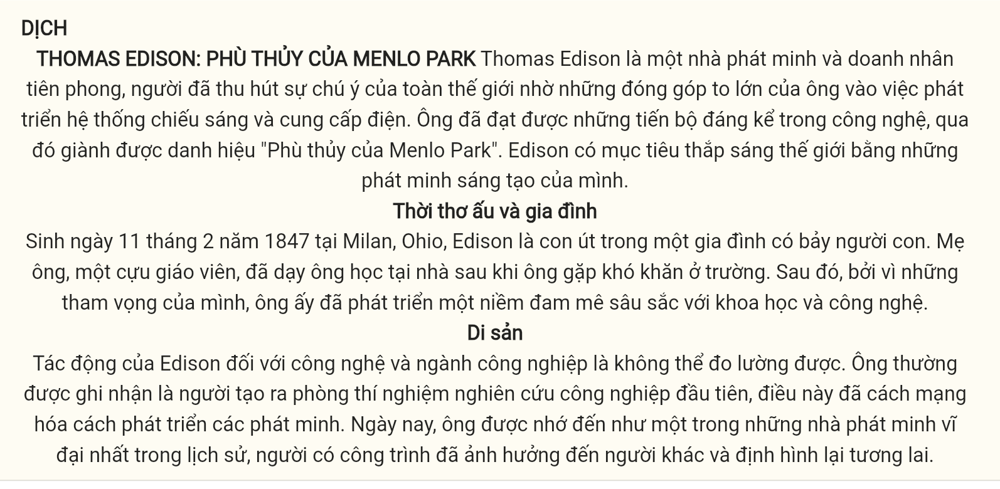 DỊCH
THOMAS EDISON: PHÙ THỦY CỦA MENLO PARK Thomas Edison là một nhà phát minh và doanh nhân
tiên phong, người đã thu hút sự chú ý của toàn thế giới nhờ những đóng góp to lớn của ông vào việc phát
triển hệ thống chiếu sáng và cung cấp điện. Ông đã đạt được những tiến bộ đáng kể trong công nghệ, qua
đó giành được danh hiệu "Phù thủy của Menlo Park". Edison có mục tiêu thắp sáng thế giới bằng những
phát minh sáng tạo của mình.
Thời thơ ấu và gia đình
Sinh ngày 11 tháng 2 năm 1847 tại Milan, Ohio, Edison là con út trong một gia đình có bảy người con. Mẹ
ông, một cựu giáo viên, đã dạy ông học tại nhà sau khi ông gặp khó khăn ở trường. Sau đó, bởi vì những
tham vọng của mình, ông ấy đã phát triển một niềm đam mê sâu sắc với khoa học và công nghệ.
Di sản
Tác động của Edison đối với công nghệ và ngành công nghiệp là không thể đo lường được. Ông thường
được ghi nhận là người tạo ra phòng thí nghiệm nghiên cứu công nghiệp đầu tiên, điều này đã cách mạng
hóa cách phát triển các phát minh. Ngày nay, ông được nhớ đến như một trong những nhà phát minh vĩ
đại nhất trong lịch sử, người có công trình đã ảnh hưởng đến người khác và định hình lại tương lai.